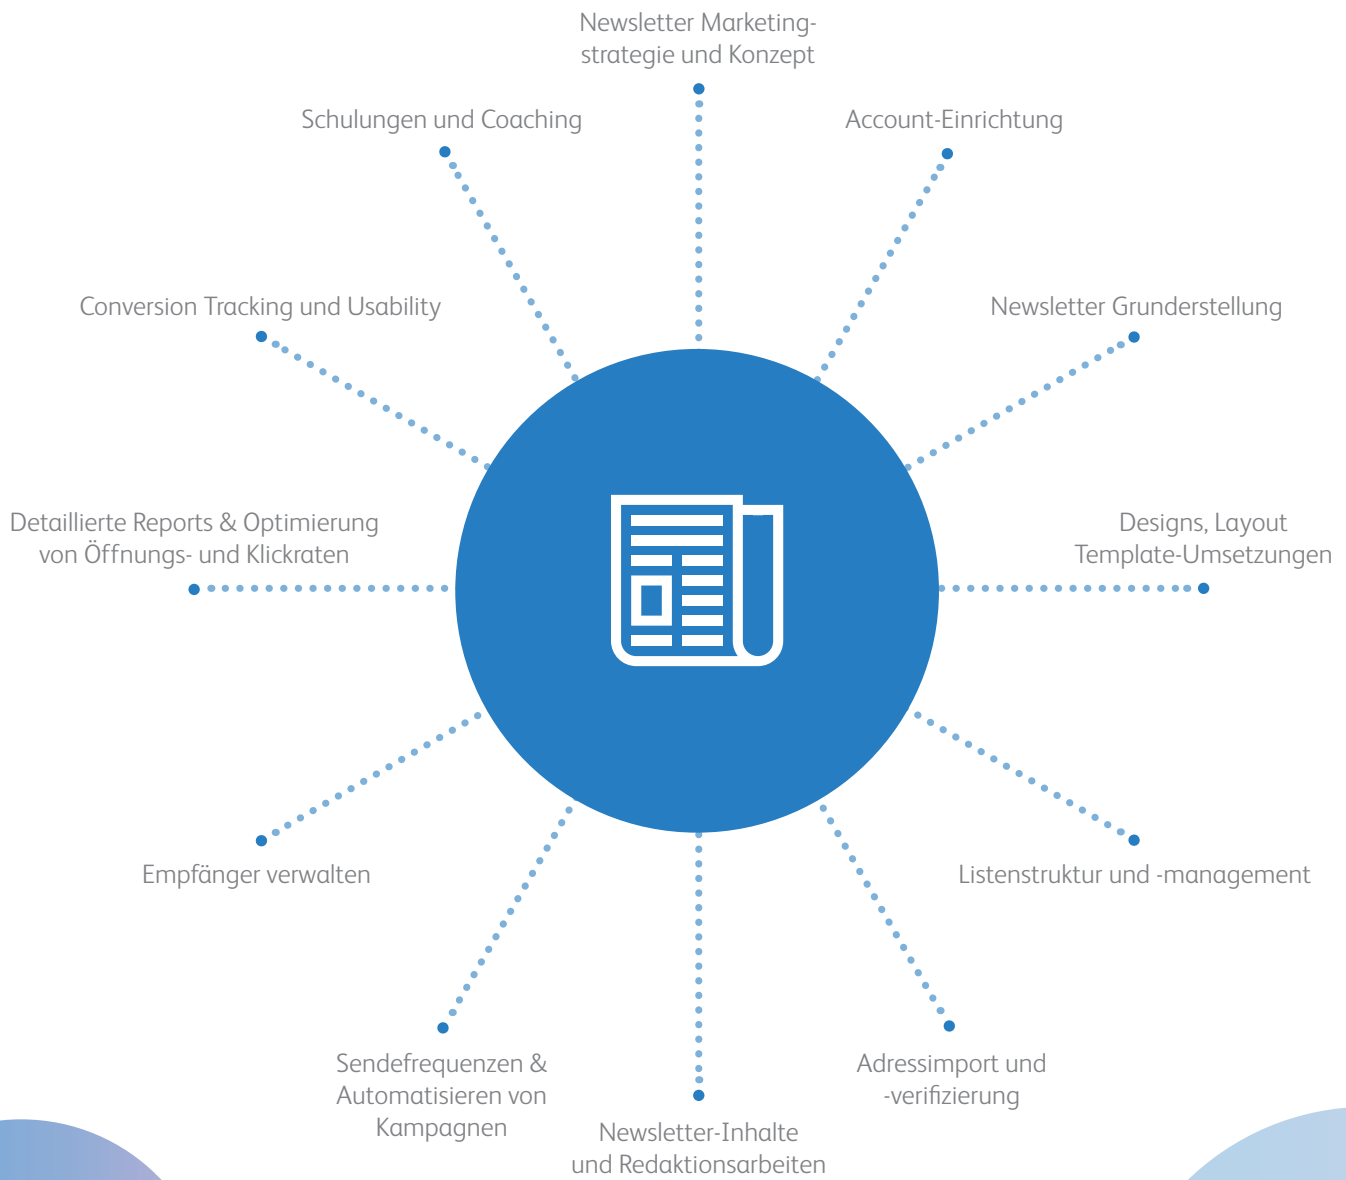 Newsletter Marketing-
strategie und Konzept
Schulungen und Coaching
Account-Einrichtung
Conversion Tracking und Usability
Newsletter Grunderstellung
Detaillierte Reports & Optimierung
von Öffnungs- und Klickraten
Designs, Layout
Template-Umsetzungen
Empfänger verwalten
Listenstruktur und -management
Sendefrequenzen &
Automatisieren von
Kampagnen
Adressimport und
-verifizierung
Newsletter-Inhalte
und Redaktionsarbeiten